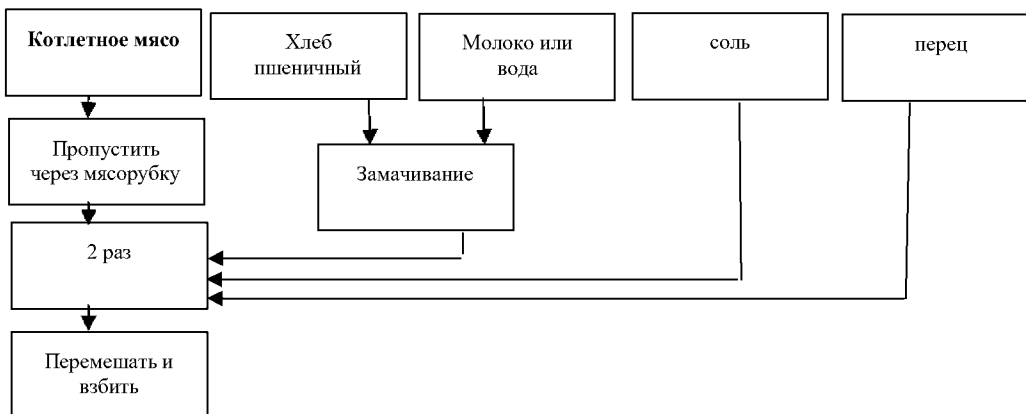 Котлетное мясо
Хлеб
пшеничный
Молоко или
вода
соль
перец
Пропустить
через мясорубку
Замачивание
2 раз
Перемешать и
взбить